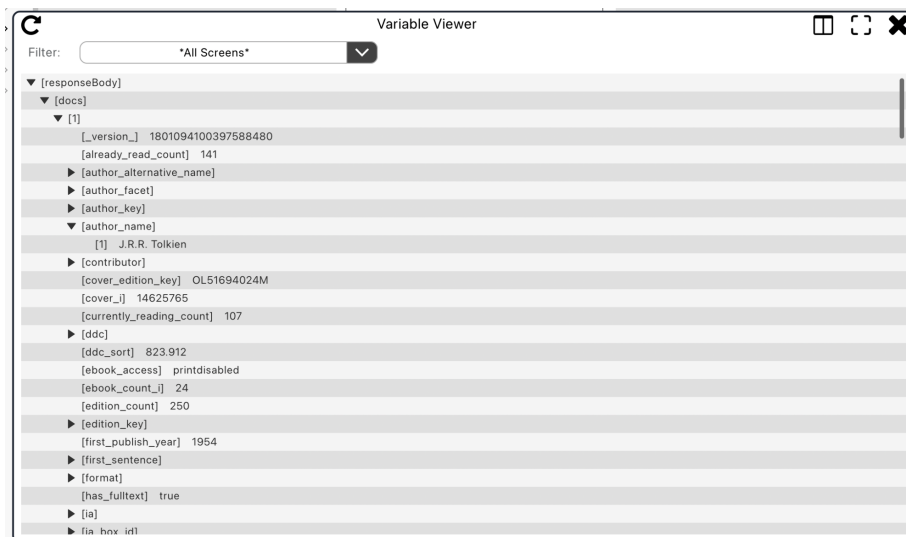 Variable Viewer
Filter: *All Screens*
[responseBody]
[docs]
[1]
[_version_] 1801094100397588480
[already_read_count] 141
[author_alternative_name]
[author_facet]
[author_key]
[author_name]
[1] J.R.R. Tolkien
[contributor]
[cover_edition_key] OL51694024M
[cover_i] 14625765
[currently_reading_count] 107
[ddc]
[ddc_sort] 823.912
[ebook_access] printdisabled
[ebook_count_i] 24
[edition_count] 250
[edition_key]
[first_publish_year] 1954
[first_sentence]
[format]
[has_fulltext] true
[ia]
[ia_box_id]